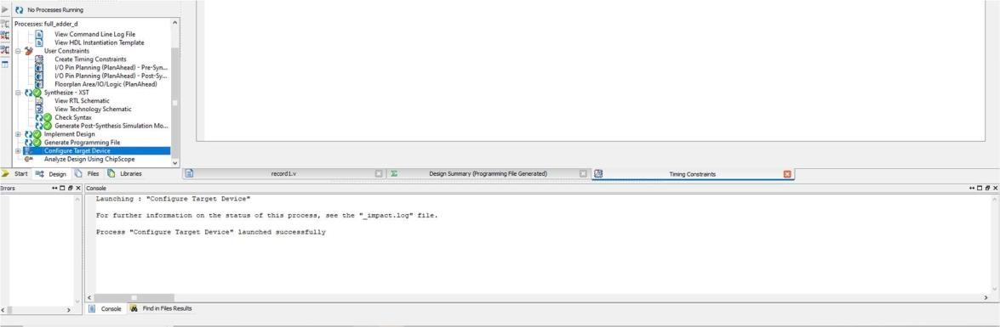 No Processes Running
Processes: full_adder_d
View Command Line Log File
View HDL Instantiation Template
User Constraints
Create Timing Constraints
I/O Pin Planning (PlanAhead) - Pre-Syn...
I/O Pin Planning (PlanAhead) - Post-Sy...
Floorplan Area/IO/Logic (PlanAhead)
Synthesize - XST
View RTL Schematic
View Technology Schematic
Check Syntax
Generate Post-Synthesis Simulation Mo...
Implement Design
Generate Programming File
Configure Target Device
Analyze Design Using ChipScope
Start Design Files Libraries
record1.v Design Summary (Programming File Generated) Timing Constraints
Errors
Console
Launching : "Configure Target Device"
For further information on the status of this process, see the "_impact.log" file.
Process "Configure Target Device" launched successfully
Console Find in Files Results